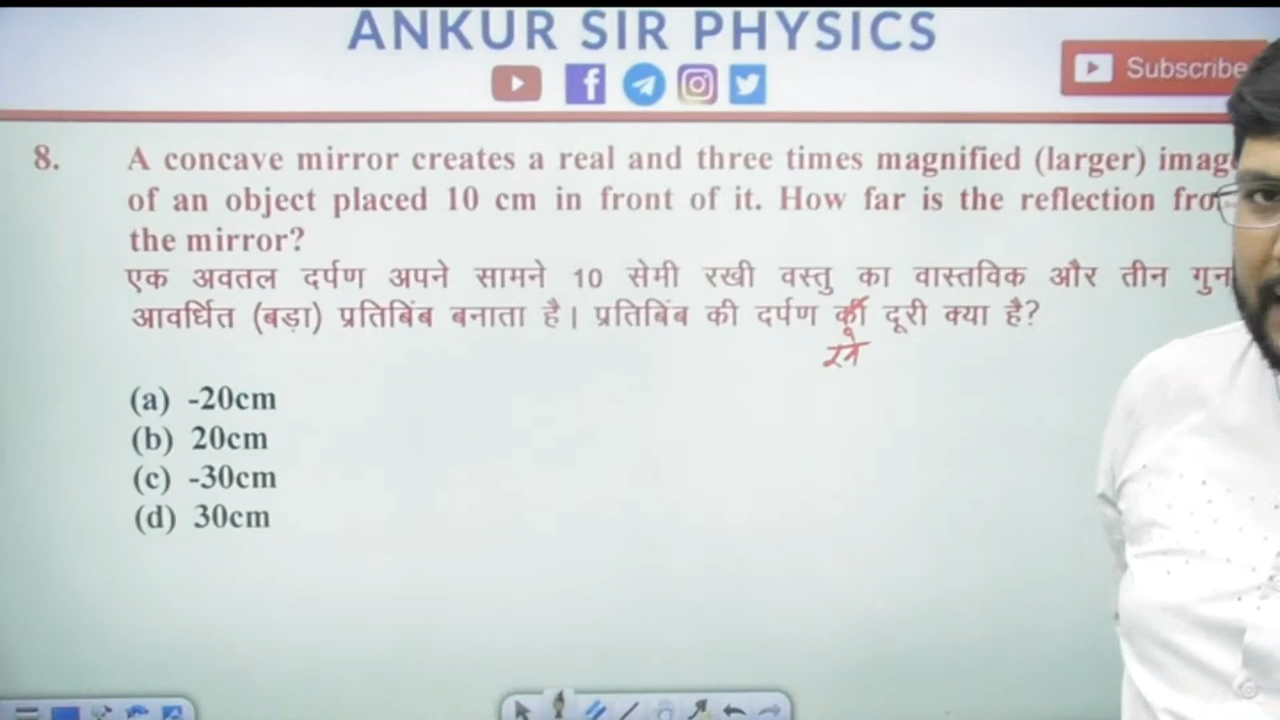 ANKUR SIR PHYSICS
Subscribe
8. A concave mirror creates a real and three times magnified (larger)
of an object placed 10 cm in front of it. How far is the reflection
the mirror?
एक अवतल दर्पण अपने सामने 10 सेमी रखी वस्तु का वास्तविक और तीन
आवर्धित (बड़ा) प्रतिबिंब बनाता है। प्रतिबिंब की दर्पण की दूरी क्या है?
से
(a) -20cm
(b) 20cm
(c) -30cm
(d) 30cm